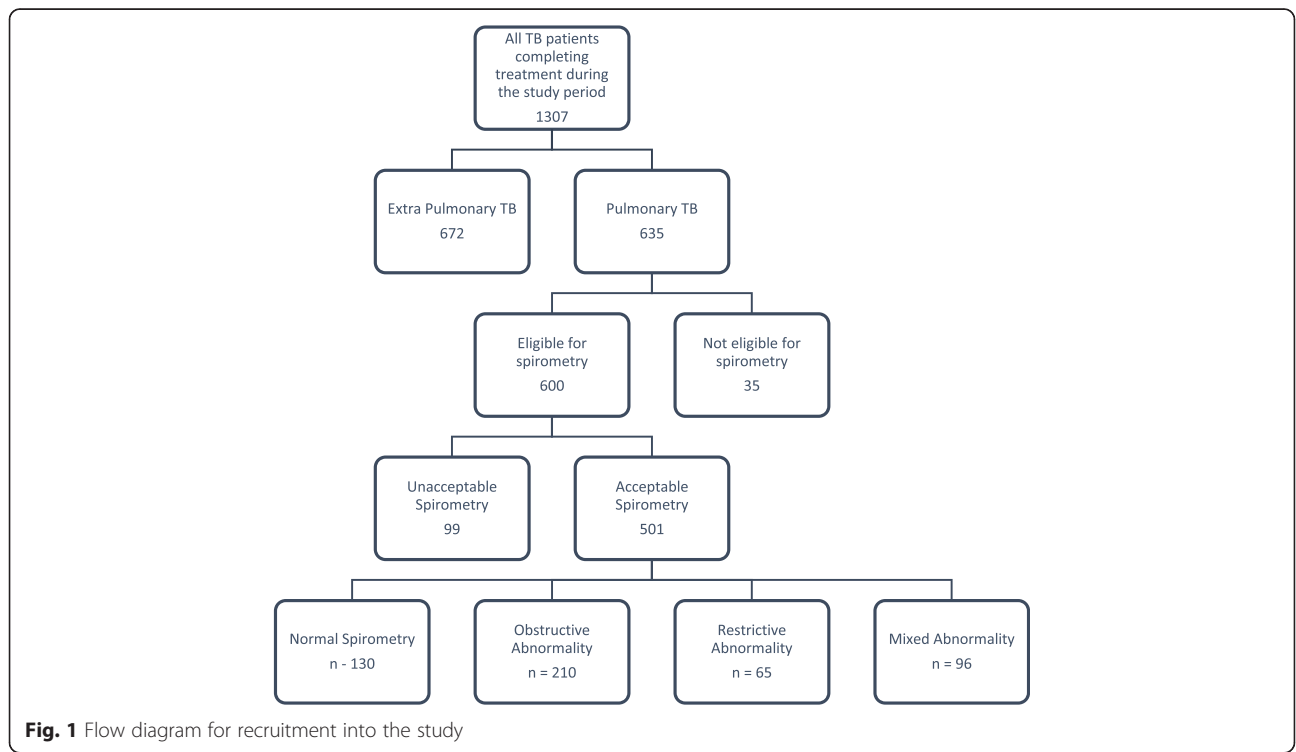 All TB patients
completing
treatment during
the study period
1307
Extra Pulmonary TB
672
Pulmonary TB
635
Eligible for
spirometry
600
Not eligible for
spirometry
35
Unacceptable
Spirometry
99
Acceptable
Spirometry
501
Normal Spirometry
n - 130
Obstructive
Abnormality
n = 210
Restrictive
Abnormality
n = 65
Mixed Abnormality
n = 96
Fig. 1 Flow diagram for recruitment into the study